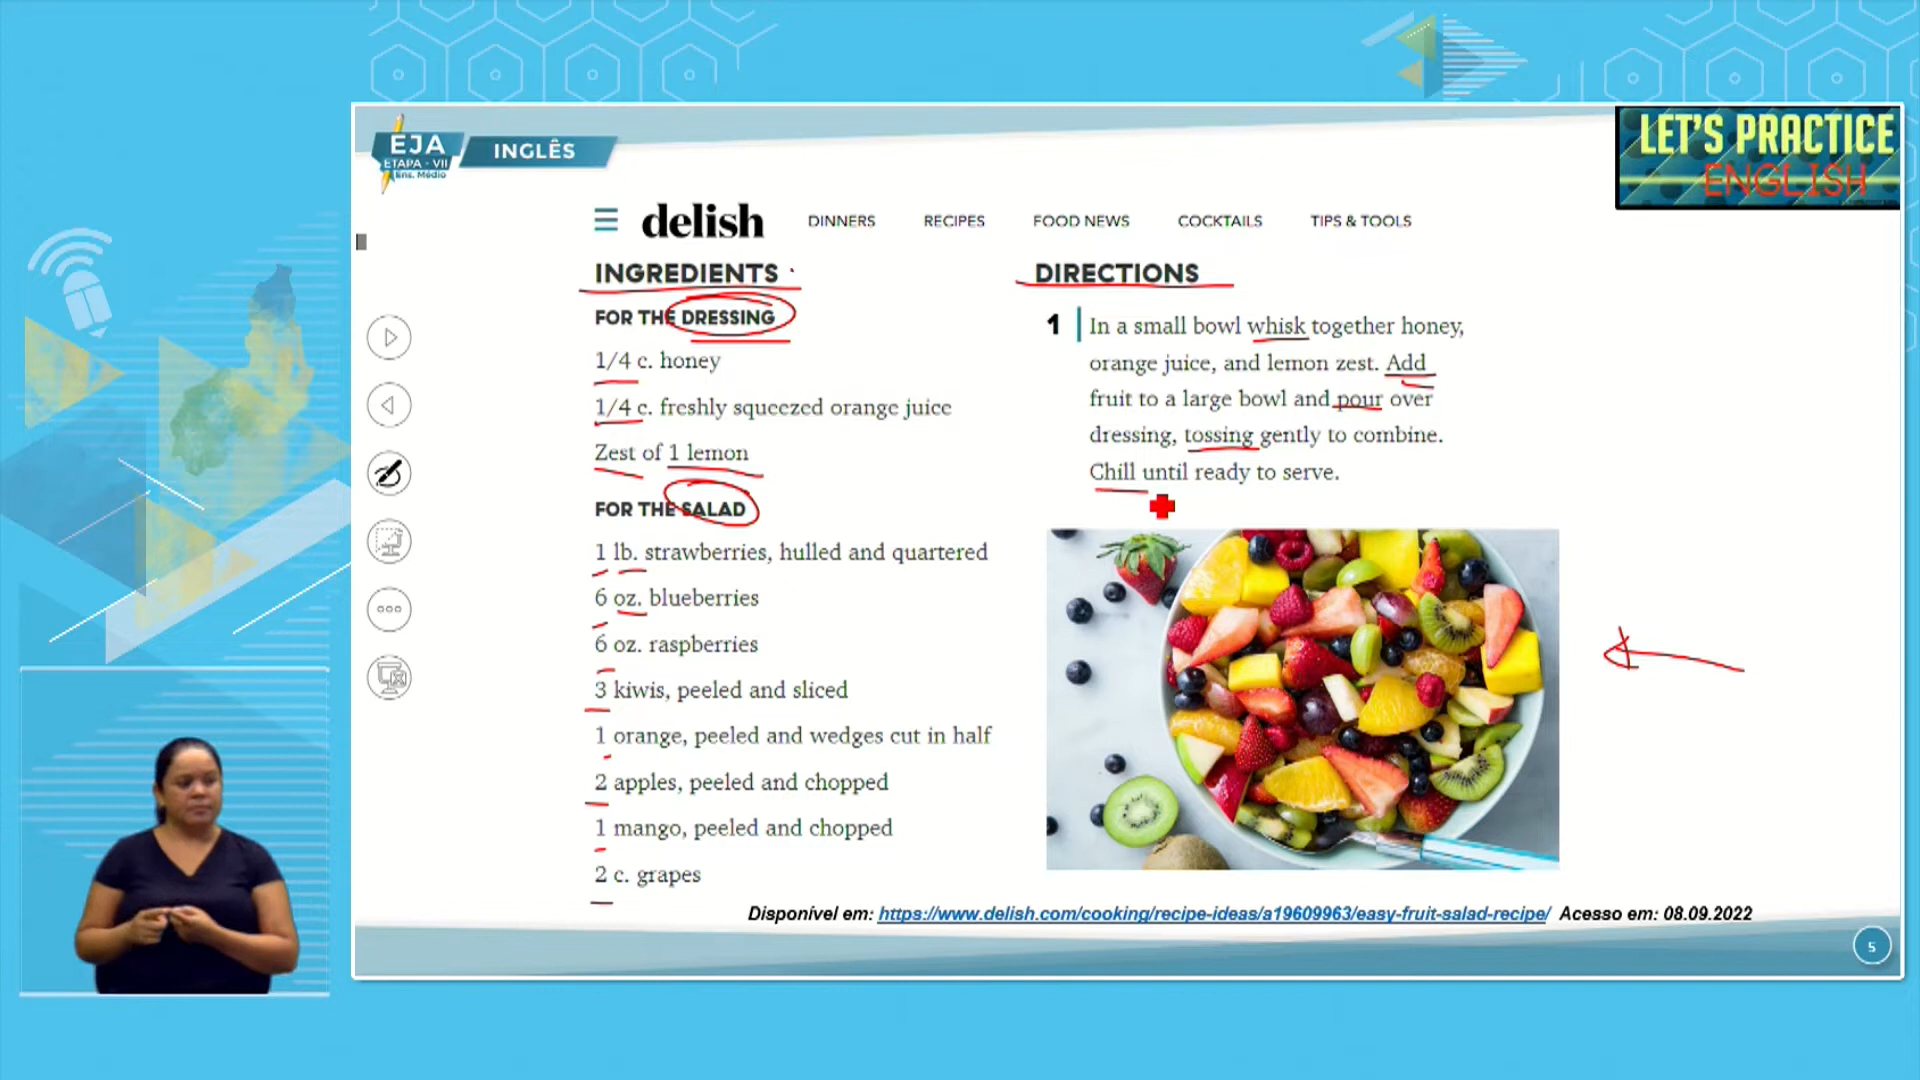 EJA
ETAPA - VII
Ens. Médio
INGLÊS
LET'S PRACTICE
ENGLISH
delish
DINNERS
RECIPES
FOOD NEWS
COCKTAILS
TIPS & TOOLS
INGREDIENTS
FOR THE DRESSING
1/4 c. honey
1/4 c. freshly squeezed orange juice
Zest of 1 lemon
FOR THE SALAD
1 lb. strawberries, hulled and quartered
6 oz. blueberries
6 oz. raspberries
3 kiwis, peeled and sliced
1 orange, peeled and wedges cut in half
2 apples, peeled and chopped
1 mango, peeled and chopped
2 c. grapes
DIRECTIONS
1 In a small bowl whisk together honey,
orange juice, and lemon zest. Add
fruit to a large bowl and pour over
dressing, tossing gently to combine.
Chill until ready to serve.
Disponível em: https://www.delish.com/cooking/recipe-ideas/a19609963/easy-fruit-salad-recipe/ Acesso em: 08.09.2022
5